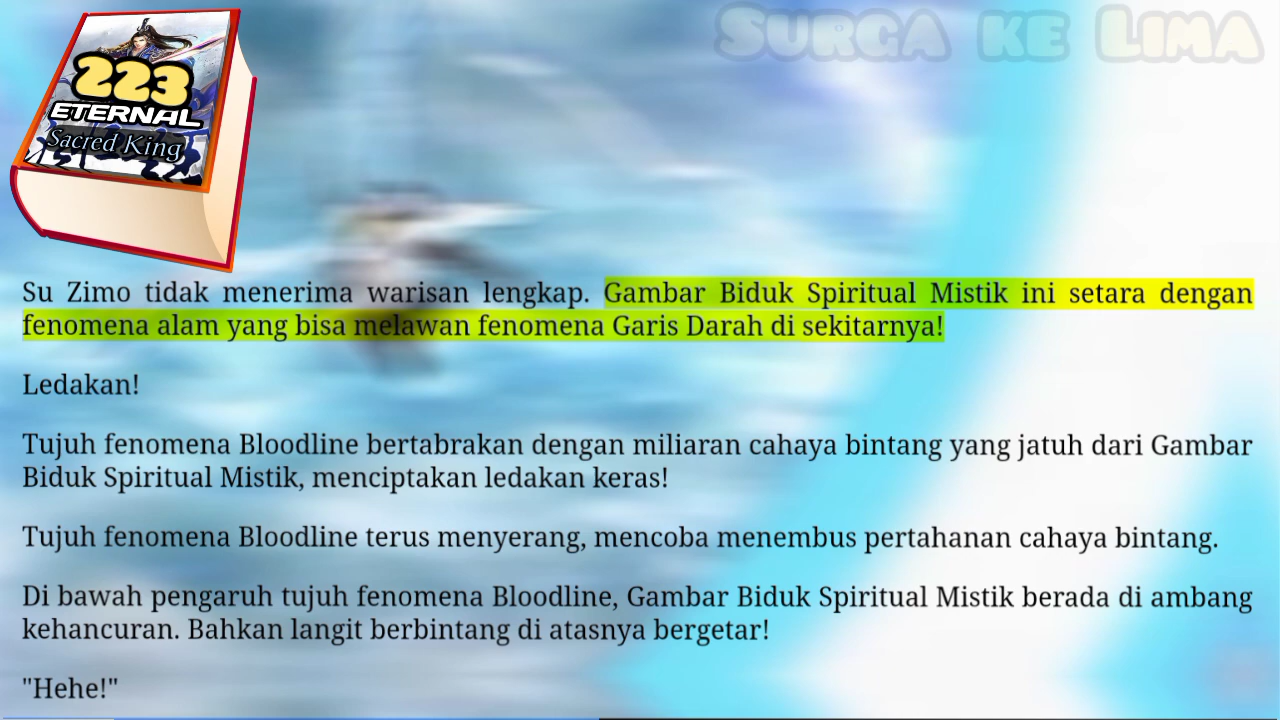 SURGA KE LIMA
223
ETERNAL
Sacred King
Su Zimo tidak menerima warisan lengkap. Gambar Biduk Spiritual Mistik ini setara dengan
fenomena alam yang bisa melawan fenomena Garis Darah di sekitarnya!
Ledakan!
Tujuh fenomena Bloodline bertabrakan dengan miliaran cahaya bintang yang jatuh dari Gambar
Biduk Spiritual Mistik, menciptakan ledakan keras!
Tujuh fenomena Bloodline terus menyerang, mencoba menembus pertahanan cahaya bintang.
Di bawah pengaruh tujuh fenomena Bloodline, Gambar Biduk Spiritual Mistik berada di ambang
kehancuran. Bahkan langit berbintang di atasnya bergetar!
"Hehe!"